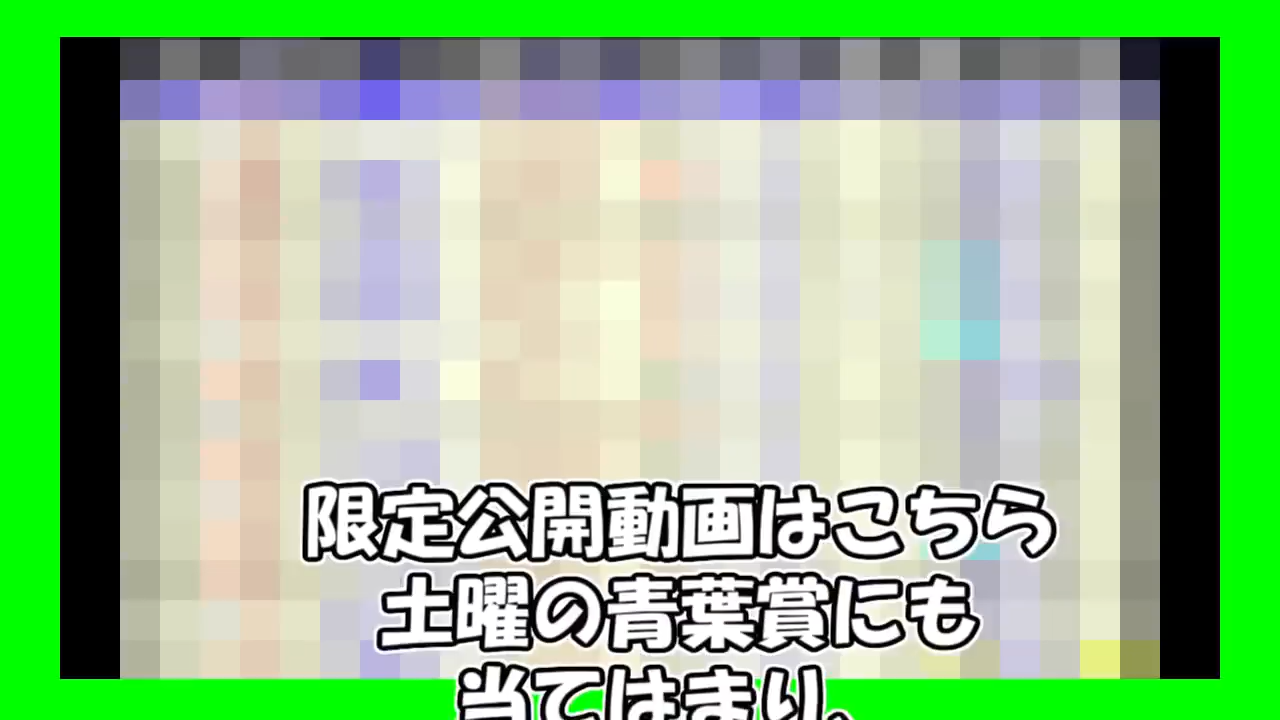 限定公開動画はこちら
土曜の青葉賞にも
当てはまり、